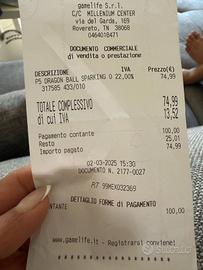 gamelife S.r.l.
C/C MILLENIUM CENTER
via del Garda, 169
Rovereto, TN 38068
0464018471
DOCUMENTO COMMERCIALE
di vendita o prestazione
DESCRIZIONE IVA Prezzo(€)
P5 DRAGON BALL SPARKING 0 22,00% 74,99
317585 433/010
TOTALE COMPLESSIVO 74,99
di cui IVA 13,52
Pagamento contante 100,00
Resto 25,01
Importo pagato 74,99
02-03-2025 15:30
DOCUMENTO N. 2177-0027
RT 99MEX032369
DETTAGLIO FORME di PAGAMENTO
CONTANTE 100,00
www.gamelife.it - Registrarsi conviene!
subito